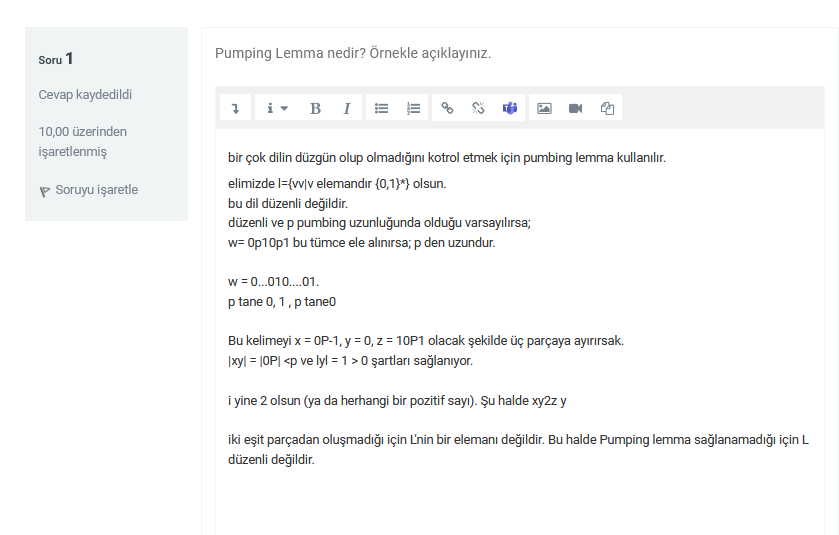 Soru 1
Cevap kaydedildi
10,00 üzerinden
işaretlenmiş
Soruyu işaretle
Pumping Lemma nedir? Örnekle açıklayınız.
i B I
bir çok dilin düzgün olup olmadığını kotrol etmek için pumbing lemma kullanılır.
elimizde l={vv|v elemandır {0,1}*} olsun.
bu dil düzenli değildir.
düzenli ve p pumbing uzunluğunda olduğu varsayılırsa;
w= 0p10p1 bu tümce ele alınırsa; p den uzundur.
w = 0...010....01.
p tane 0, 1 , p tane0
Bu kelimeyi x = 0P-1, y = 0, z = 10P1 olacak şekilde üç parçaya ayırırsak.
|xy| = |0P| <p ve lyl = 1 > 0 şartları sağlanıyor.
i yine 2 olsun (ya da herhangi bir pozitif sayı). Şu halde xy2z y
iki eşit parçadan oluşmadığı için L'nin bir elemanı değildir. Bu halde Pumping lemma sağlanamadığı için L
düzenli değildir.